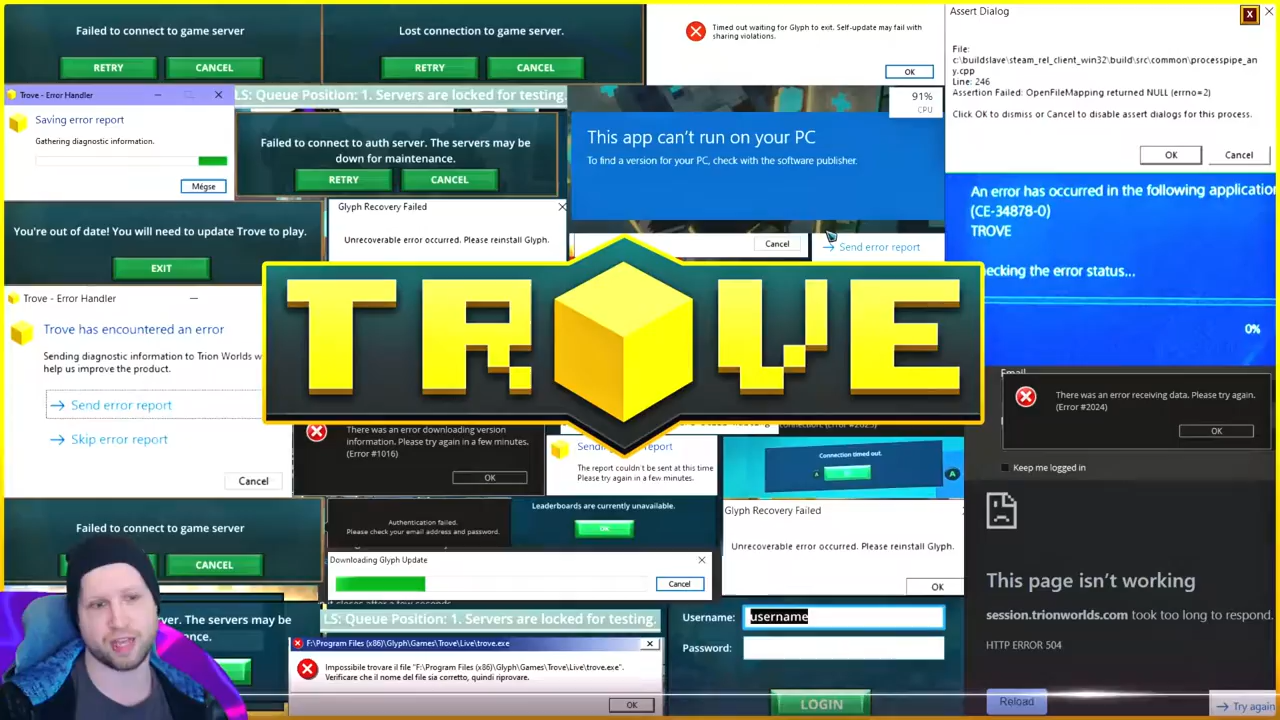 Failed to connect to game server
RETRY
CANCEL
Lost connection to game server.
RETRY
CANCEL
Timed out waiting for Glyph to exit. Self-update may fail with
sharing violations.
OK
Assert Dialog
X
File:
c:\buildslave\steam_rel_client_win32\build\src\common\processpipe_an
y.cpp
Line: 246
Assertion Failed: OpenFileMapping returned NULL (errno=2)
Click OK to dismiss or Cancel to disable assert dialogs for this process.
OK
Cancel
Trove - Error Handler
Saving error report
Gathering diagnostic information.
Mégse
LS: Queue Position: 1. Servers are locked for testing.
Failed to connect to auth server. The servers may be
down for maintenance.
RETRY
CANCEL
91%
CPU
This app can't run on your PC
To find a version for your PC, check with the software publisher.
An error has occurred in the following application
(CE-34878-0)
TROVE
ecking the error status...
0%
You're out of date! You will need to update Trove to play.
EXIT
Glyph Recovery Failed
Unrecoverable error occurred. Please reinstall Glyph.
Cancel
Send error report
TROVE
Trove - Error Handler
Trove has encountered an error
Sending diagnostic information to Trion Worlds w
help us improve the product.
Send error report
Skip error report
Cancel
Email
There was an error receiving data. Please try again.
(Error #2024)
OK
Keep me logged in
There was an error downloading version
information. Please try again in a few minutes.
(Error #1016)
OK
report
The report couldn't be sent at this time
Please try again in a few minutes.
Connection timed out.
A
A
Failed to connect to game server
CANCEL
Authentication failed.
Please check your email address and password.
Leaderboards are currently unavailable.
OK
Glyph Recovery Failed
Unrecoverable error occurred. Please reinstall Glyph.
OK
Downloading Glyph Update
Cancel
This page isn't working
session.trionworlds.com took too long to respond.
HTTP ERROR 504
Reload
Try again
server. The servers may be
nance.
LS: Queue Position: 1. Servers are locked for testing.
F:\Program Files (x86)\Glyph\Games\Trove\Live\trove.exe
Impossibile trovare il file "F:\Program Files (x86)\Glyph\Games\Trove\Live\trove.exe".
Verificare che il nome del file sia corretto, quindi riprovare.
OK
Username:
username
Password:
LOGIN